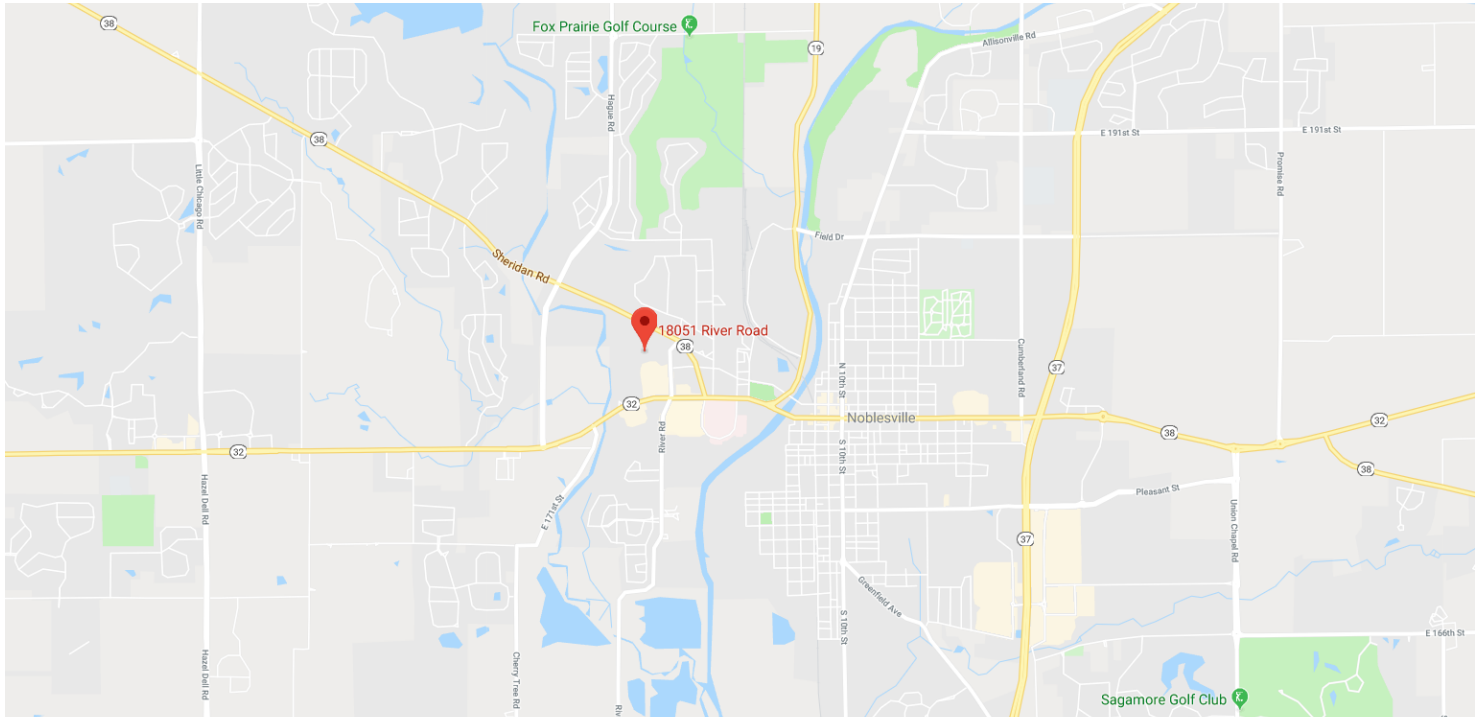 38
Fox Prairie Golf Course
19
Allisonville Rd
Hague Rd
38
E 191st St
E 191st St
Little Chicago Rd
Promise Rd
Field Dr
Sheridan Rd
18051 River Road
38
Cumberland Rd
37
N 10th St
32
Noblesville
River Rd
32
38
32
S 10th St
38
Hazel Dell Rd
Pleasant St
E 171st St
Union Chapel Rd
37
Greenfield Ave
S 10th St
E 166th St
Hazel Dell Rd
Cherry Tree Rd
Riv
Sagamore Golf Club